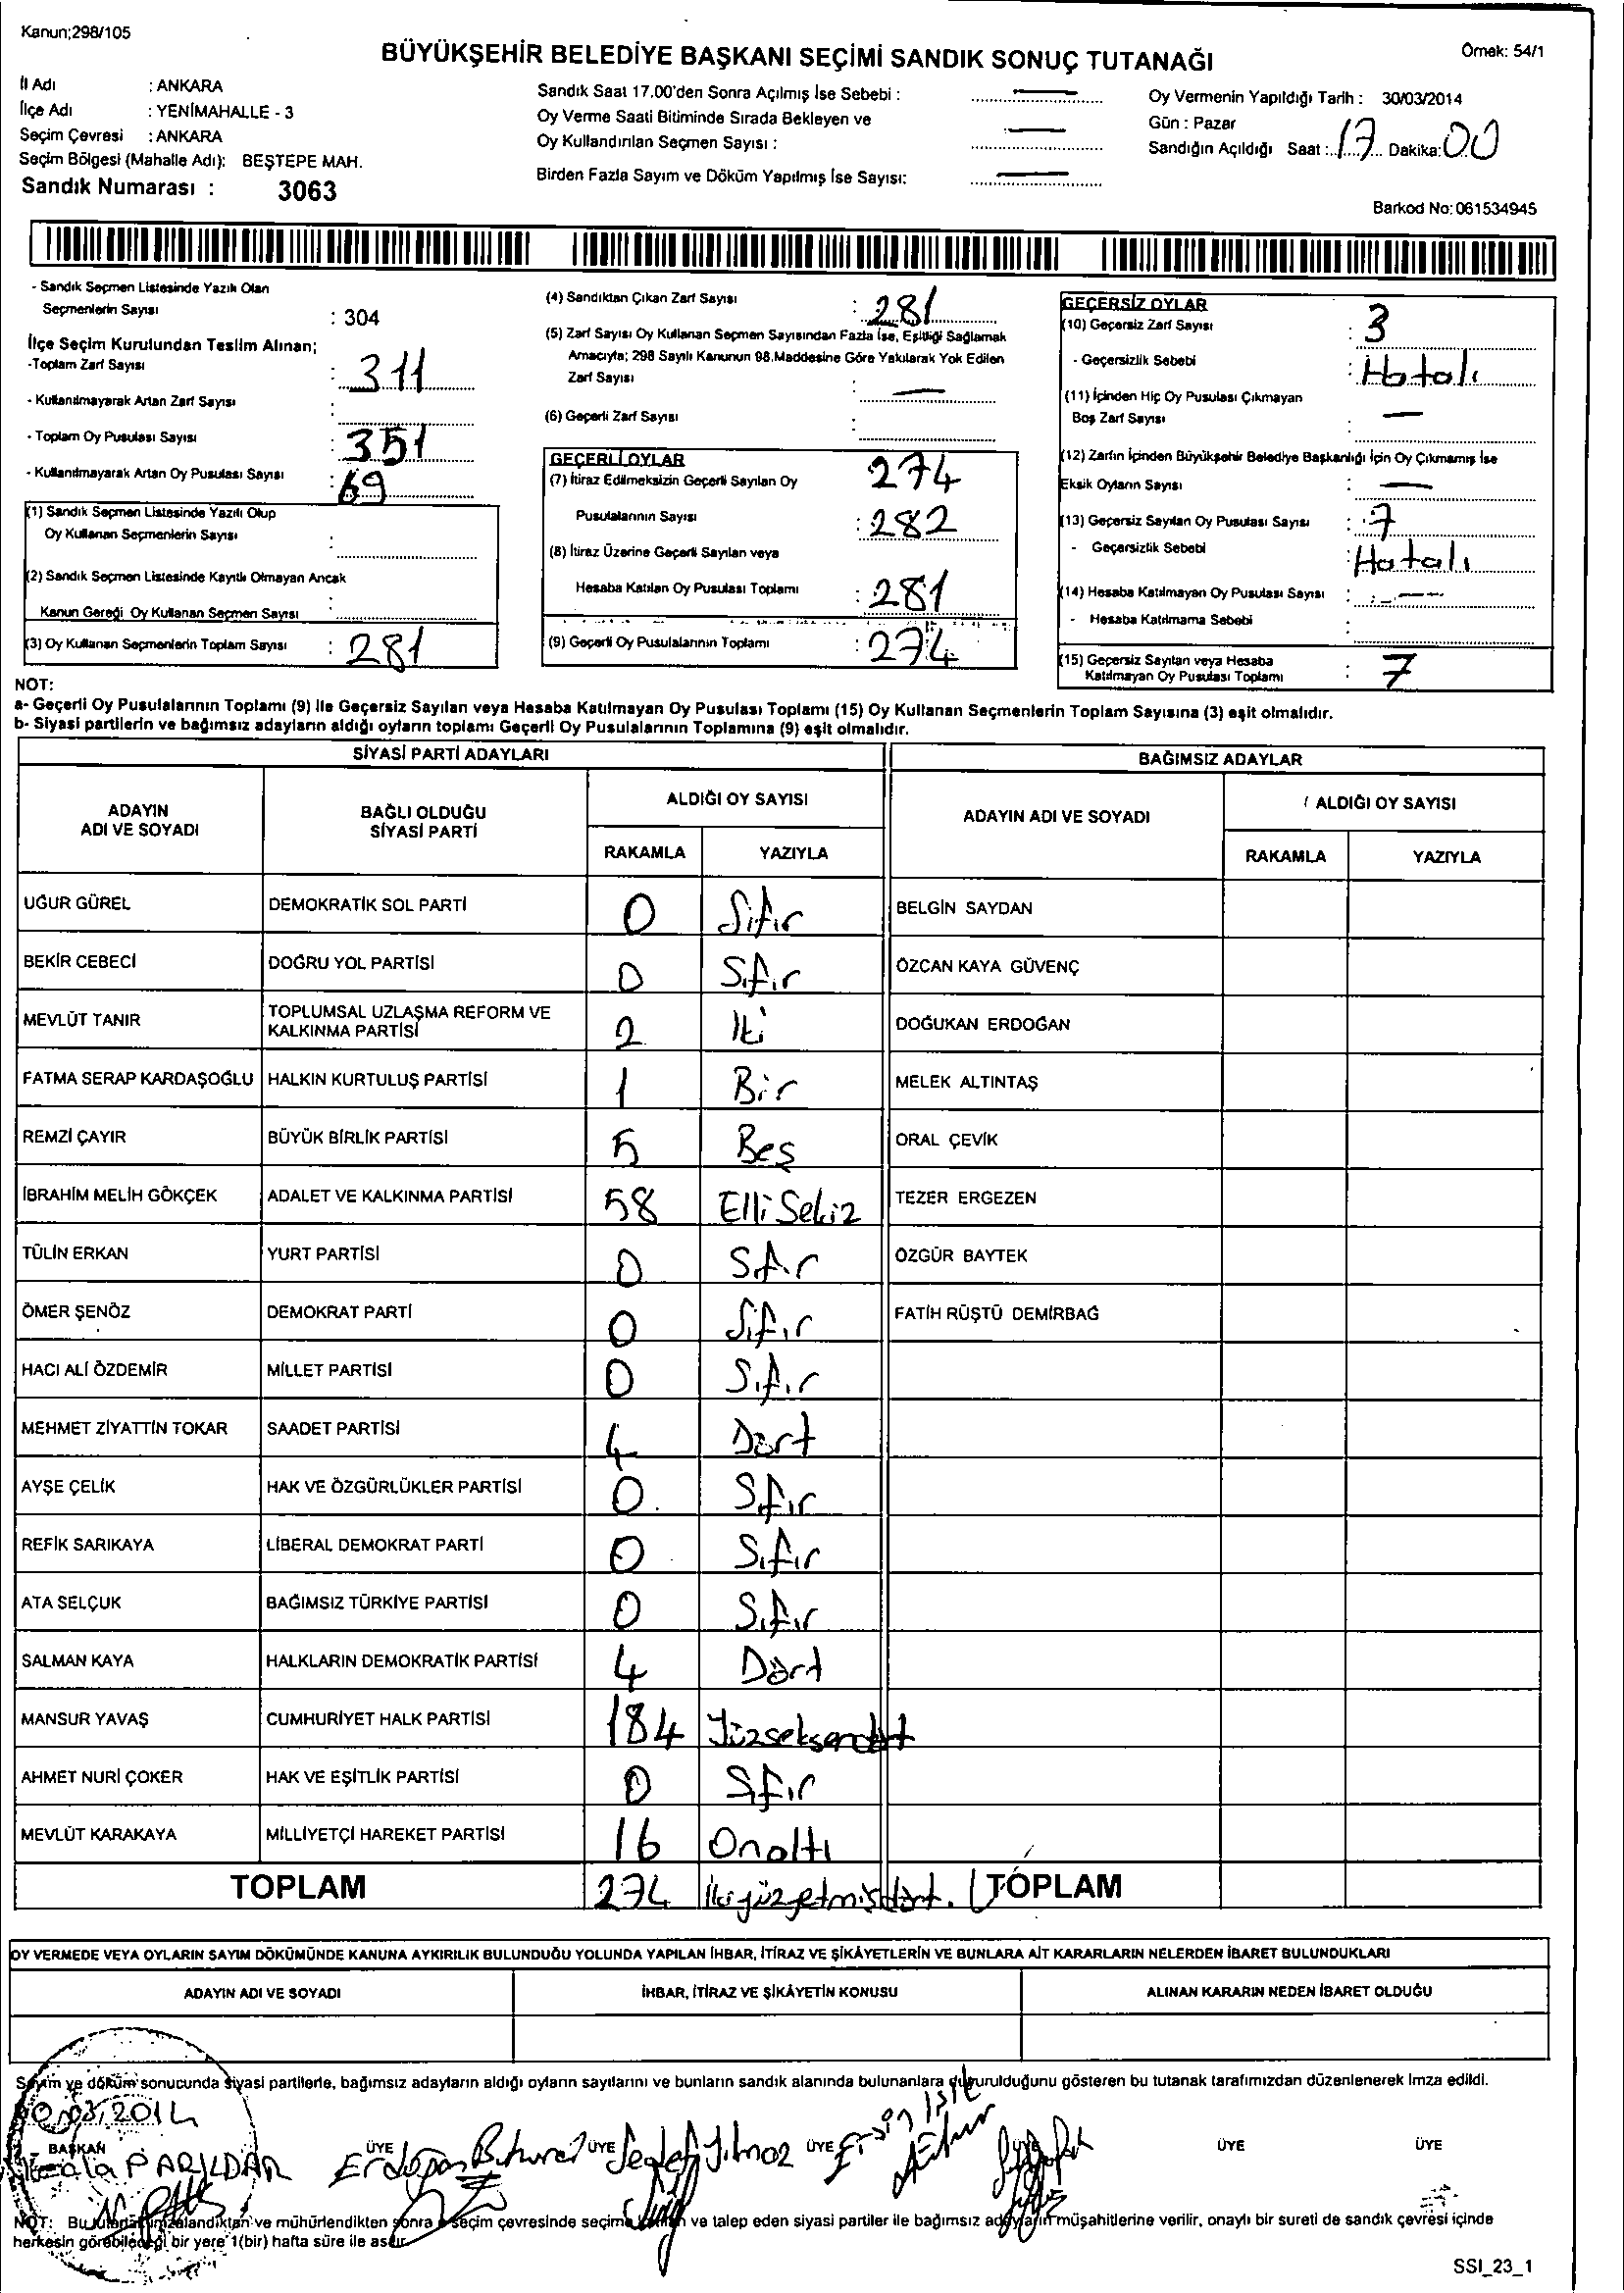 Kanun;298/105
BÜYÜKŞEHİR BELEDİYE BAŞKANI SEÇİMİ SANDIK SONUÇ TUTANAĞI
Örnek: 54/1
İl Adı : ANKARA
İlçe Adı : YENİMAHALLE - 3
Seçim Çevresi : ANKARA
Seçim Bölgesi (Mahalle Adı): BEŞTEPE MAH.
Sandık Numarası : 3063
Sandık Saat 17.00'den Sonra Açılmış İse Sebebi : —
Oy Verme Saati Bitiminde Sırada Bekleyen ve
Oy Kullandırılan Seçmen Sayısı : —
Birden Fazla Sayım ve Döküm Yapılmış İse Sayısı: —
Oy Vermenin Yapıldığı Tarih : 30/03/2014
Gün : Pazar
Sandığın Açıldığı Saat : 17 Dakika: 00
Barkod No: 061534945
- Sandık Seçmen Listesinde Yazılı Olan
Seçmenlerin Sayısı : 304
İlçe Seçim Kurulundan Teslim Alınan;
-Toplam Zarf Sayısı : 311
- Kullanılmayarak Artan Zarf Sayısı :
- Toplam Oy Pusulası Sayısı : 351
- Kullanılmayarak Artan Oy Pusulası Sayısı : 69
(1) Sandık Seçmen Listesinde Yazılı Olup
Oy Kullanan Seçmenlerin Sayısı :
(2) Sandık Seçmen Listesinde Kayıtlı Olmayan Ancak
Kanun Gereği Oy Kullanan Seçmen Sayısı :
(3) Oy Kullanan Seçmenlerin Toplam Sayısı : 281
(4) Sandıktan Çıkan Zarf Sayısı : 281
(5) Zarf Sayısı Oy Kullanan Seçmen Sayısından Fazla İse, Eşitliği Sağlamak
Amacıyla; 298 Sayılı Kanunun 98.Maddesine Göre Yakılarak Yok Edilen
Zarf Sayısı : —
(6) Geçerli Zarf Sayısı :
GEÇERLİ OYLAR
(7) İtiraz Edilmeksizin Geçerli Sayılan Oy 274
Pusulalarının Sayısı : 282
(8) İtiraz Üzerine Geçerli Sayılan veya
Hesaba Katılan Oy Pusulası Toplamı : 281
(9) Geçerli Oy Pusulalarının Toplamı : 274
GEÇERSİZ OYLAR
(10) Geçersiz Zarf Sayısı : 3
- Geçersizlik Sebebi : Hatalı
(11) İçinden Hiç Oy Pusulası Çıkmayan
Boş Zarf Sayısı : —
(12) Zarfın İçinden Büyükşehir Belediye Başkanlığı İçin Oy Çıkmamış İse
Eksik Oyların Sayısı : —
(13) Geçersiz Sayılan Oy Pusulası Sayısı : 7
- Geçersizlik Sebebi : Hatalı
(14) Hesaba Katılmayan Oy Pusulası Sayısı : —
- Hesaba Katılmama Sebebi :
(15) Geçersiz Sayılan veya Hesaba
Katılmayan Oy Pusulası Toplamı : 7
NOT:
a- Geçerli Oy Pusulalarının Toplamı (9) ile Geçersiz Sayılan veya Hesaba Katılmayan Oy Pusulası Toplamı (15) Oy Kullanan Seçmenlerin Toplam Sayısına (3) eşit olmalıdır.
b- Siyasi partilerin ve bağımsız adayların aldığı oyların toplamı Geçerli Oy Pusulalarının Toplamına (9) eşit olmalıdır.
SİYASİ PARTİ ADAYLARI
BAĞIMSIZ ADAYLAR
ADAYIN
ADI VE SOYADI
BAĞLI OLDUĞU
SİYASİ PARTİ
ALDIĞI OY SAYISI
RAKAMLA YAZIYLA
ADAYIN ADI VE SOYADI
ALDIĞI OY SAYISI
RAKAMLA YAZIYLA
UĞUR GÜREL DEMOKRATİK SOL PARTİ 0 Sıfır BELGİN SAYDAN
BEKİR CEBECİ DOĞRU YOL PARTİSİ 0 Sıfır ÖZCAN KAYA GÜVENÇ
MEVLÜT TANIR TOPLUMSAL UZLAŞMA REFORM VE
KALKINMA PARTİSİ 2 İki DOĞUKAN ERDOĞAN
FATMA SERAP KARDAŞOĞLU HALKIN KURTULUŞ PARTİSİ 1 Bir MELEK ALTINTAŞ
REMZİ ÇAYIR BÜYÜK BİRLİK PARTİSİ 5 Beş ORAL ÇEVİK
İBRAHİM MELİH GÖKÇEK ADALET VE KALKINMA PARTİSİ 58 Elli Sekiz TEZER ERGEZEN
TÜLİN ERKAN YURT PARTİSİ 0 Sıfır ÖZGÜR BAYTEK
ÖMER ŞENÖZ DEMOKRAT PARTİ 0 Sıfır FATİH RÜŞTÜ DEMİRBAĞ
HACI ALİ ÖZDEMİR MİLLET PARTİSİ 0 Sıfır
MEHMET ZİYATTİN TOKAR SAADET PARTİSİ 4 Dört
AYŞE ÇELİK HAK VE ÖZGÜRLÜKLER PARTİSİ 0 Sıfır
REFİK SARIKAYA LİBERAL DEMOKRAT PARTİ 0 Sıfır
ATA SELÇUK BAĞIMSIZ TÜRKİYE PARTİSİ 0 Sıfır
SALMAN KAYA HALKLARIN DEMOKRATİK PARTİSİ 4 Dört
MANSUR YAVAŞ CUMHURİYET HALK PARTİSİ 184 Yüzseksendört
AHMET NURİ ÇOKER HAK VE EŞİTLİK PARTİSİ 0 Sıfır
MEVLÜT KARAKAYA MİLLİYETÇİ HAREKET PARTİSİ 16 Onaltı
TOPLAM 274 İkiyüzyetmişdört. TOPLAM
OY VERMEDE VEYA OYLARIN SAYIM DÖKÜMÜNDE KANUNA AYKIRILIK BULUNDUĞU YOLUNDA YAPILAN İHBAR, İTİRAZ VE ŞİKÂYETLERİN VE BUNLARA AİT KARARLARIN NELERDEN İBARET BULUNDUKLARI
ADAYIN ADI VE SOYADI İHBAR, İTİRAZ VE ŞİKÂYETİN KONUSU ALINAN KARARIN NEDEN İBARET OLDUĞU
Sayım ve döküm sonucunda siyasi partilerle, bağımsız adayların aldığı oyların sayılarını ve bunların sandık alanında bulunanlara duyurulduğunu gösteren bu tutanak tarafımızdan düzenlenerek imza edildi.
30/03/2014
BAŞKAN ÜYE ÜYE ÜYE ÜYE ÜYE
PARILDAR Erdoğan Yılmaz Ersin
NOT: Bu tutanak imzalandıktan ve mühürlendikten sonra o seçim çevresinde seçime katılan ve talep eden siyasi partiler ile bağımsız adayların müşahitlerine verilir, onaylı bir sureti de sandık çevresi içinde
herkesin görebileceği bir yere 1(bir) hafta süre ile asılır.
SSI_23_1